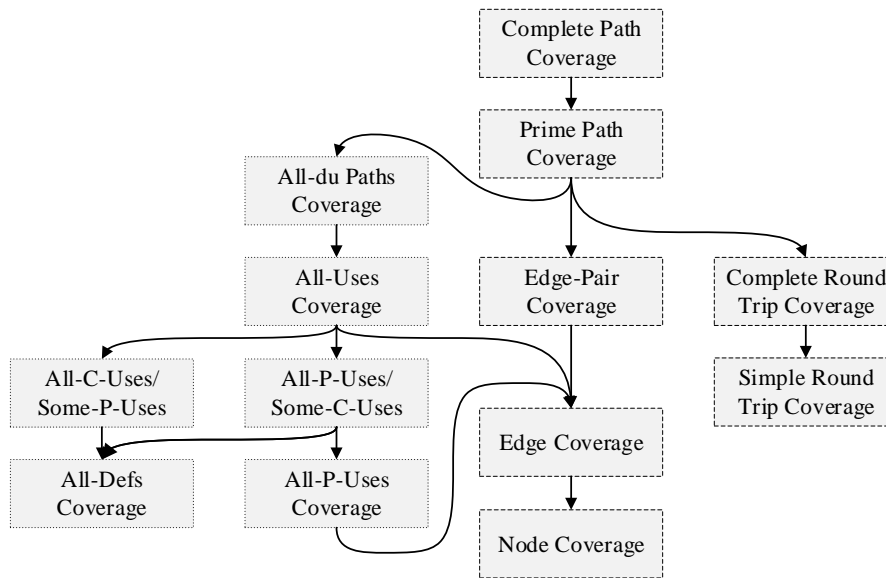 Complete Path
Coverage
Prime Path
Coverage
All-du Paths
Coverage
All-Uses
Coverage
Edge-Pair
Coverage
Complete Round
Trip Coverage
All-C-Uses/
Some-P-Uses
All-P-Uses/
Some-C-Uses
Simple Round
Trip Coverage
Edge Coverage
All-Defs
Coverage
All-P-Uses
Coverage
Node Coverage